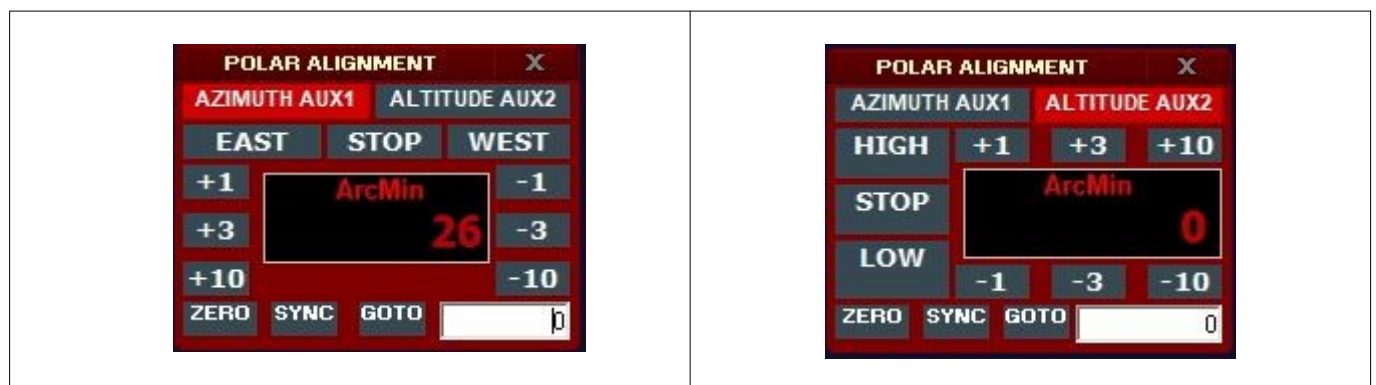 POLAR ALIGNMENT X
AZIMUTH AUX1 ALTITUDE AUX2
EAST STOP WEST
+1 ArcMin -1
+3 26 -3
+10 -10
ZERO SYNC GOTO 0
POLAR ALIGNMENT X
AZIMUTH AUX1 ALTITUDE AUX2
HIGH +1 +3 +10
ArcMin
STOP 0
LOW
-1 -3 -10
ZERO SYNC GOTO 0